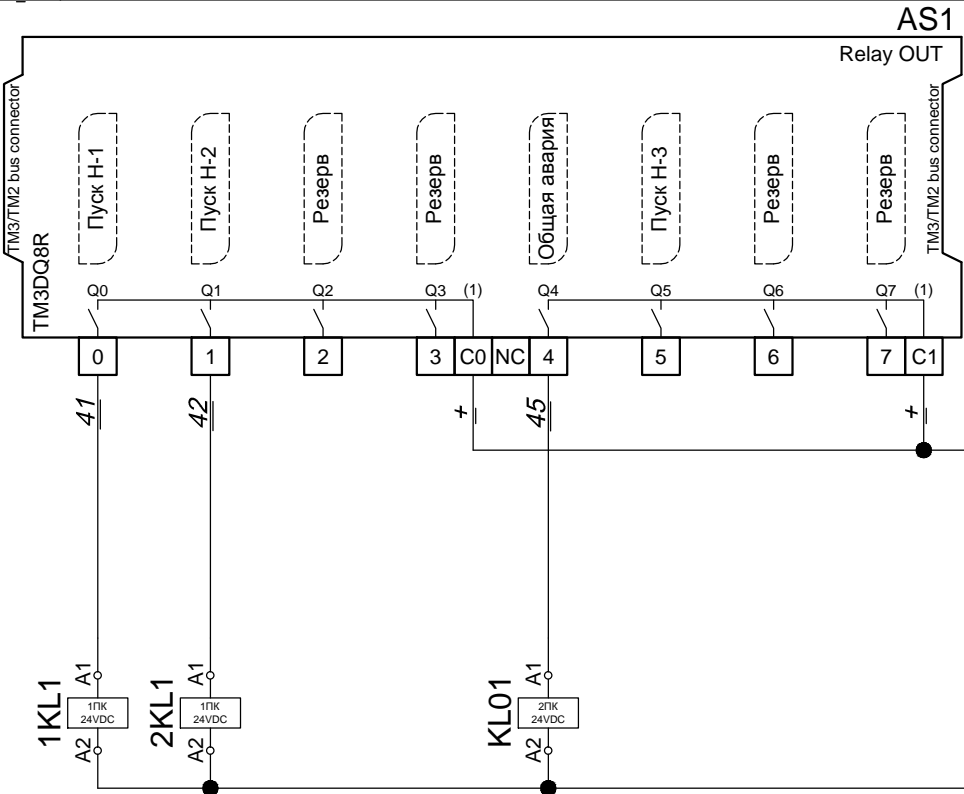 AS1
Relay OUT
TM3/TM2 bus connector
TM3DQ8R
Пуск Н-1
Пуск Н-2
Резерв
Резерв
Общая авария
Пуск Н-3
Резерв
Резерв
TM3/TM2 bus connector
Q0
Q1
Q2
Q3
(1)
Q4
Q5
Q6
Q7
(1)
0
1
2
3
C0
NC
4
5
6
7
C1
41
42
+
45
+
1KL1
A1
1ПК
24VDC
A2
2KL1
A1
1ПК
24VDC
A2
KL01
A1
2ПК
24VDC
A2